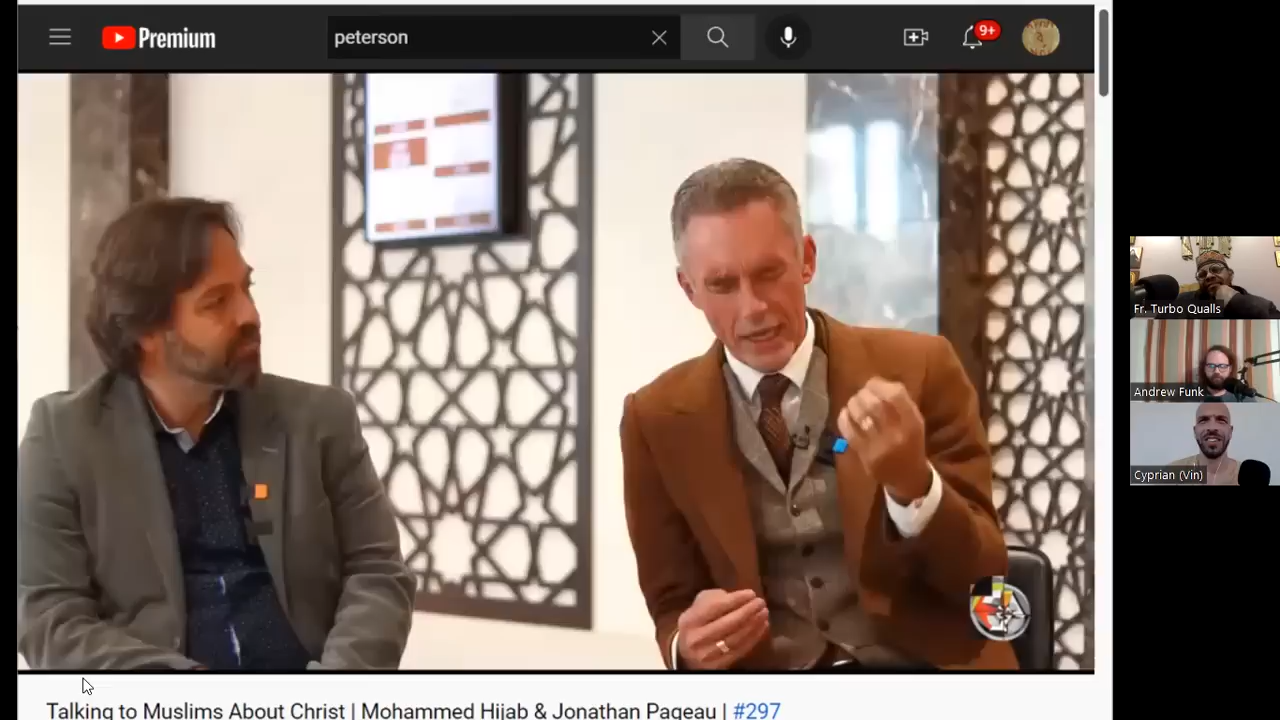 Premium
peterson
9+
Fr. Turbo Qualls
Andrew Funk
Cyprian (Vin)
Talking to Muslims About Christ | Mohammed Hijab & Jonathan Pageau | #297